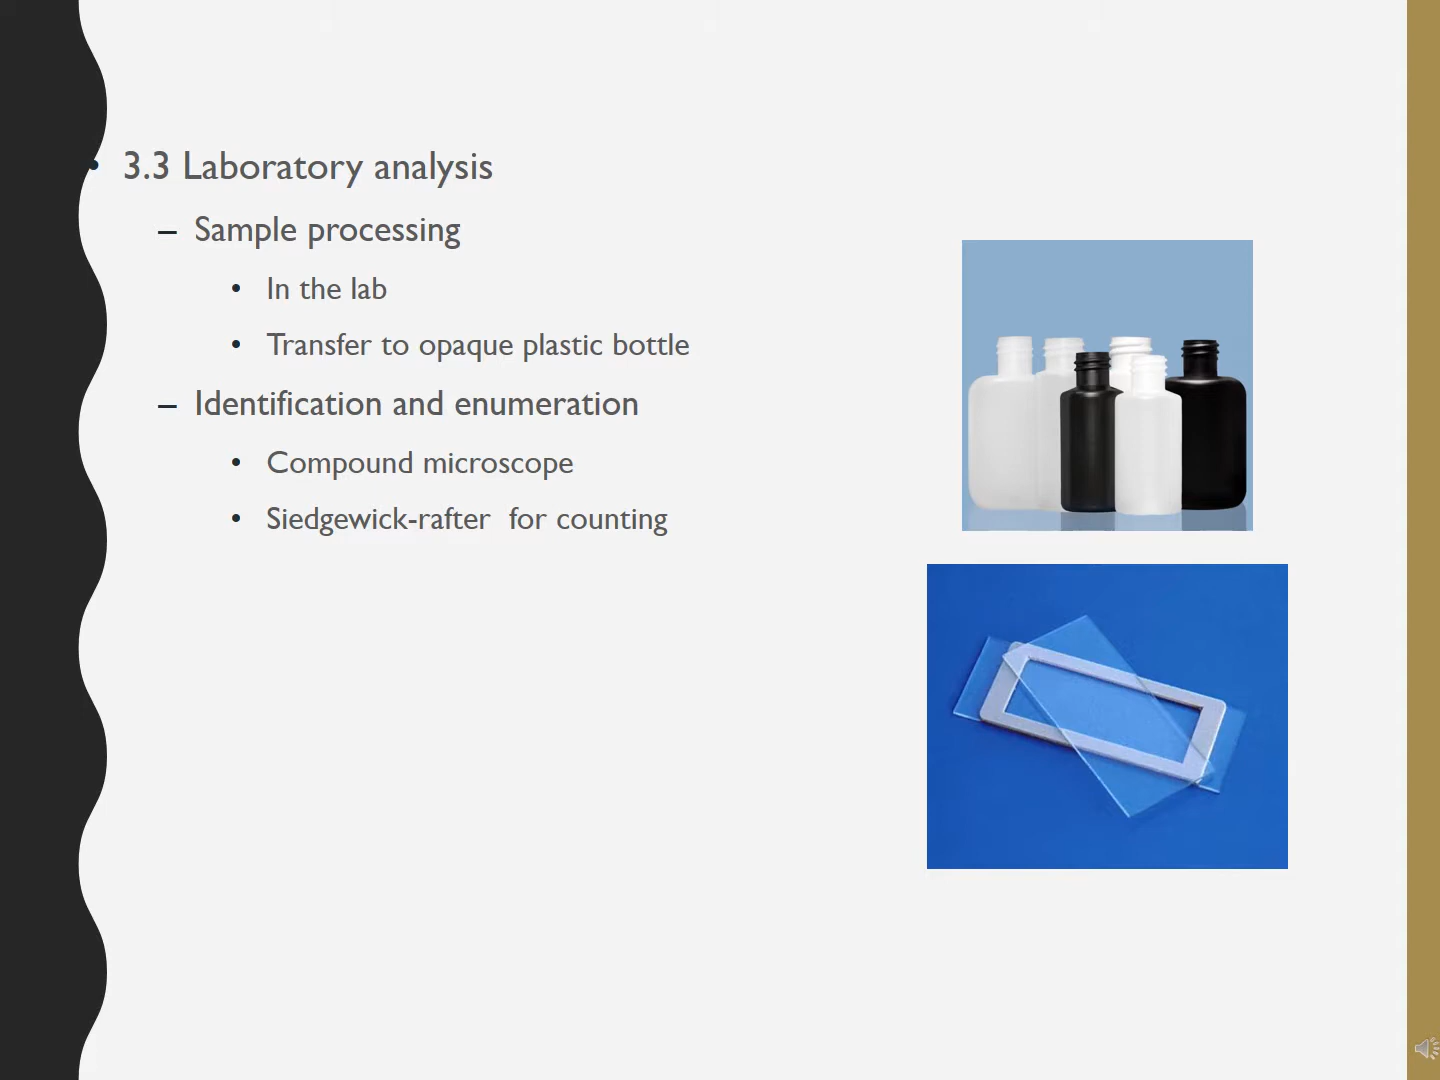 • 3.3 Laboratory analysis
– Sample processing
• In the lab
• Transfer to opaque plastic bottle
– Identification and enumeration
• Compound microscope
• Siedgewick-rafter  for counting